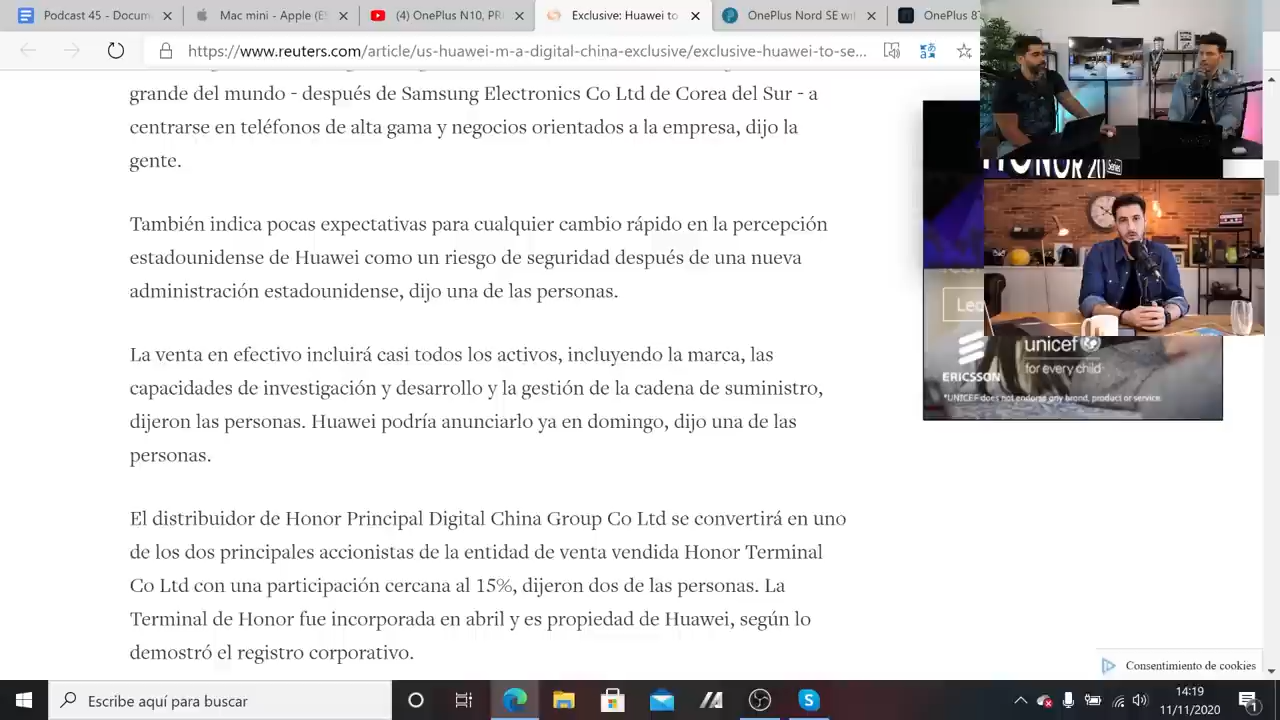 Podcast 45 - Docum
Mac mini - Apple (ES
(4) OnePlus N10, PRI
Exclusive: Huawei to
OnePlus Nord SE wi
OnePlus 8T
https://www.reuters.com/article/us-huawei-m-a-digital-china-exclusive/exclusive-huawei-to-se...
grande del mundo - después de Samsung Electronics Co Ltd de Corea del Sur - a
centrarse en teléfonos de alta gama y negocios orientados a la empresa, dijo la
gente.
También indica pocas expectativas para cualquier cambio rápido en la percepción
estadounidense de Huawei como un riesgo de seguridad después de una nueva
administración estadounidense, dijo una de las personas.
La venta en efectivo incluirá casi todos los activos, incluyendo la marca, las
capacidades de investigación y desarrollo y la gestión de la cadena de suministro,
dijeron las personas. Huawei podría anunciarlo ya en domingo, dijo una de las
personas.
El distribuidor de Honor Principal Digital China Group Co Ltd se convertirá en uno
de los dos principales accionistas de la entidad de venta vendida Honor Terminal
Co Ltd con una participación cercana al 15%, dijeron dos de las personas. La
Terminal de Honor fue incorporada en abril y es propiedad de Huawei, según lo
demostró el registro corporativo.
HONOR 20 Series
Lea
ERICSSON
unicef
for every child
*UNICEF does not endorse any brand, product or service.
Consentimiento de cookies
Escribe aquí para buscar
14:19
11/11/2020
1